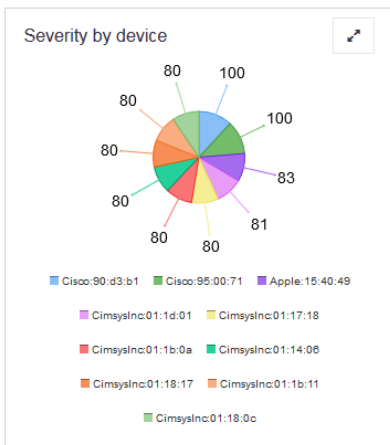 Severity by device
80
100
80
100
80
83
80
81
80
80
Cisco:90:d3:b1 Cisco:95:00:71 Apple:15:40:49
CimsysInc:01:1d:01 CimsysInc:01:17:18
CimsysInc:01:1b:0a CimsysInc:01:14:06
CimsysInc:01:18:17 CimsysInc:01:1b:11
CimsysInc:01:18:0c